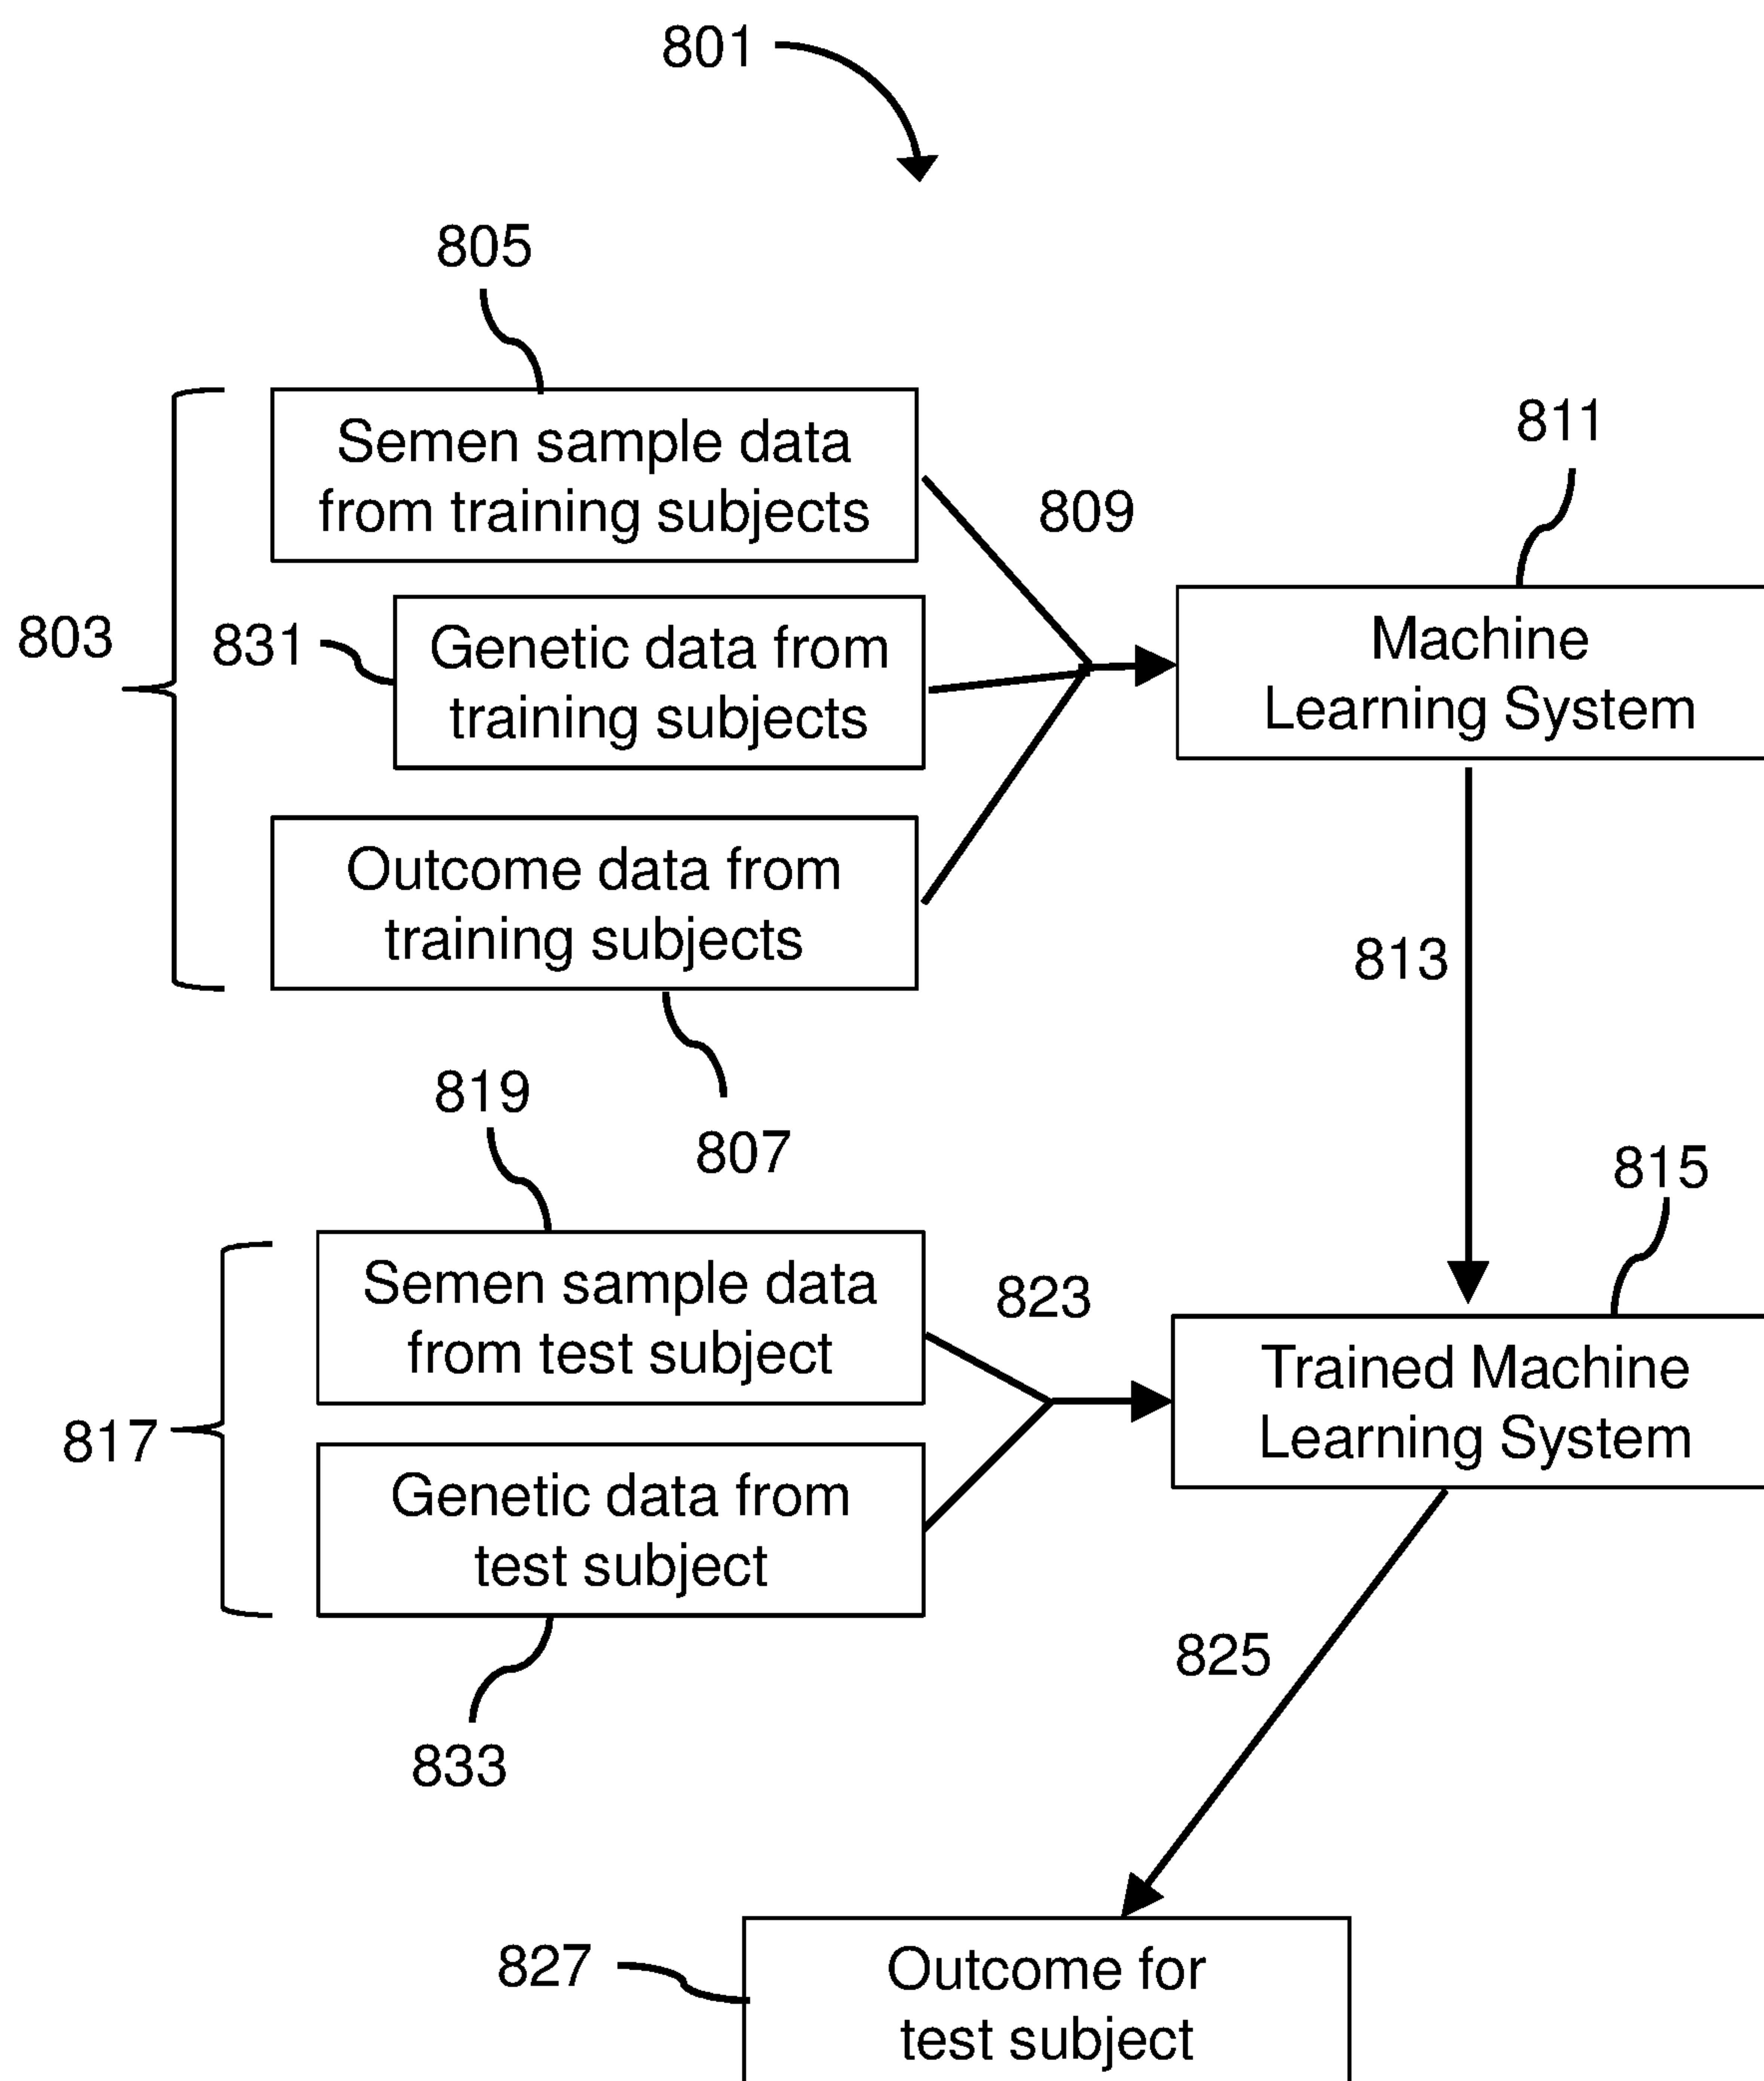 801
805
Semen sample data
from training subjects
809
811
803
831
Genetic data from
training subjects
Machine
Learning System
Outcome data from
training subjects
813
819
807
815
Semen sample data
from test subject
823
Trained Machine
Learning System
817
Genetic data from
test subject
825
833
827
Outcome for
test subject